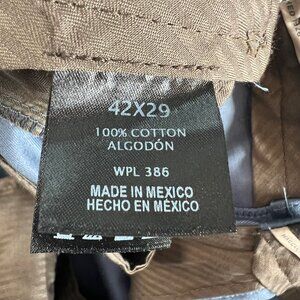 42X29
100% COTTON
ALGODÓN
WPL 386
MADE IN MEXICO
HECHO EN MÉXICO